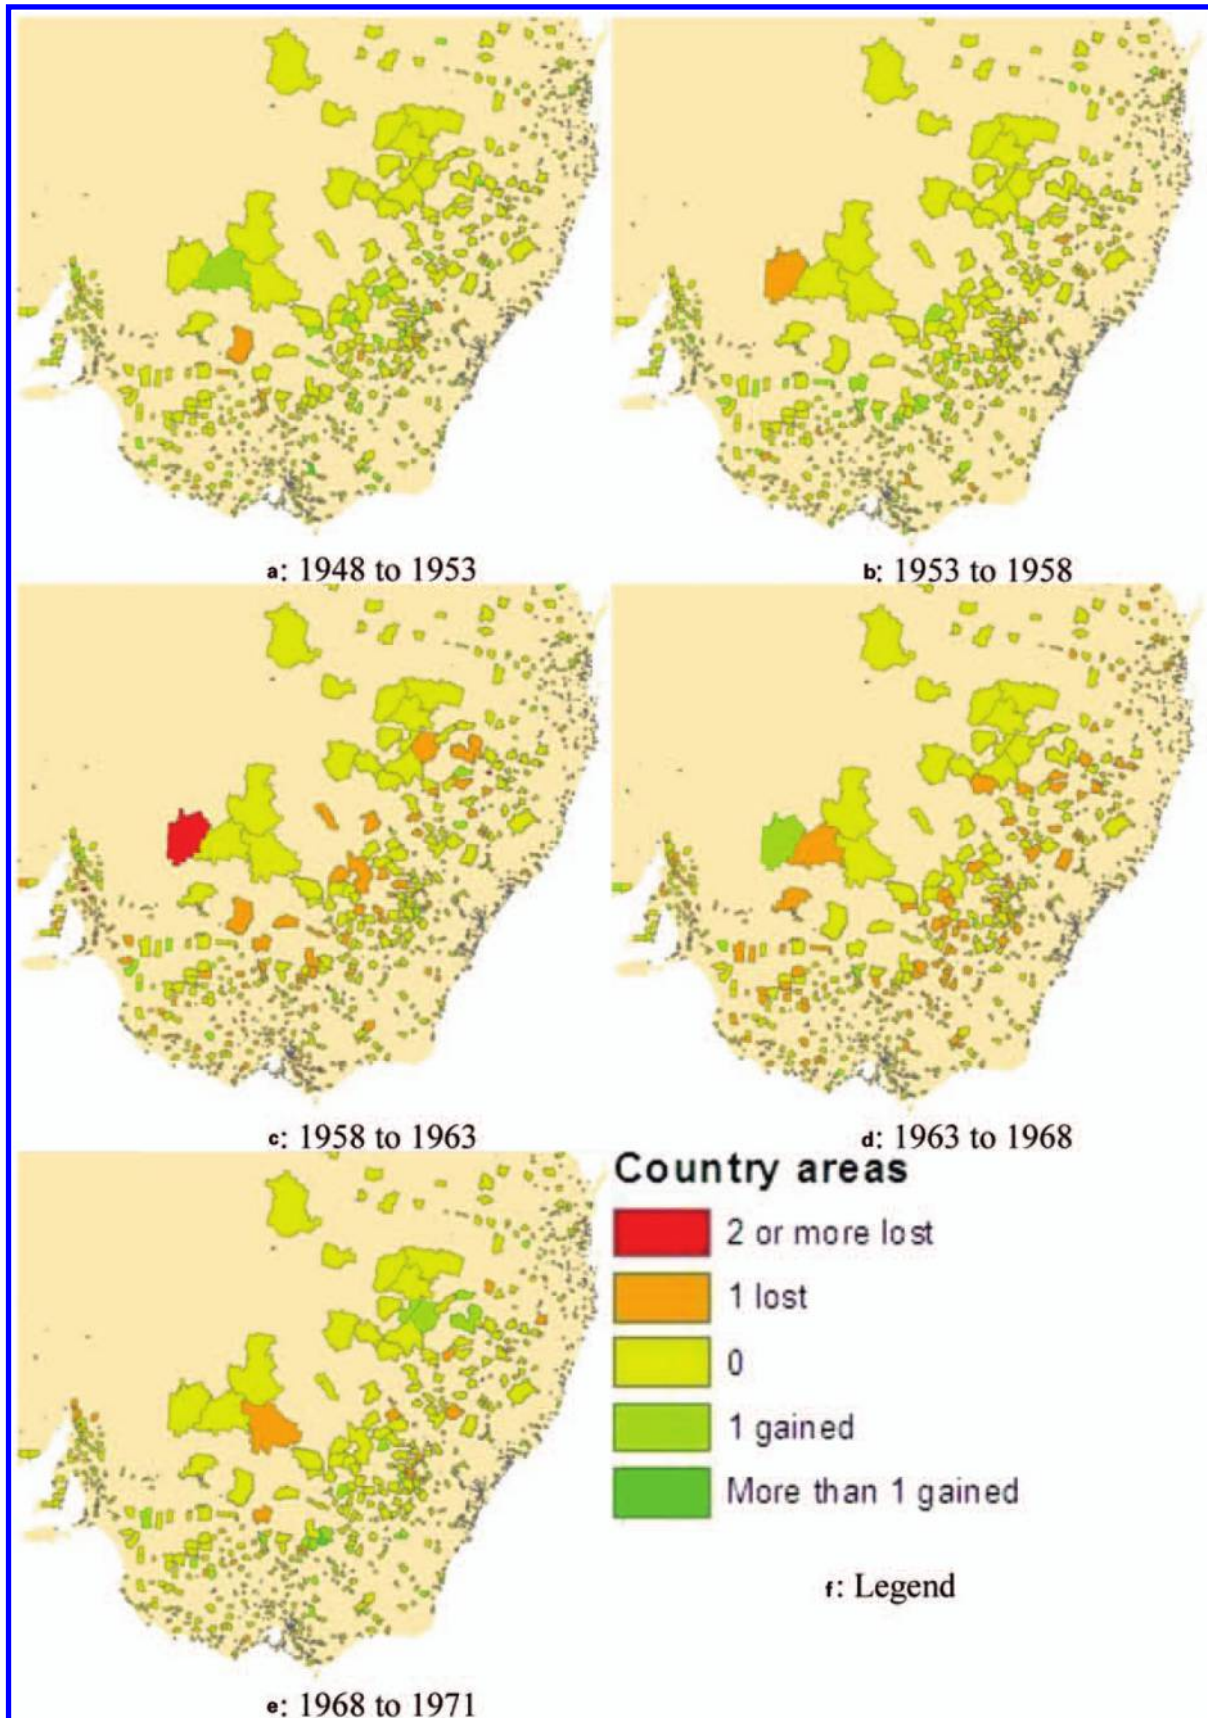 a: 1948 to 1953
b: 1953 to 1958
c: 1958 to 1963
d: 1963 to 1968
Country areas
2 or more lost
1 lost
0
1 gained
More than 1 gained
f: Legend
e: 1968 to 1971